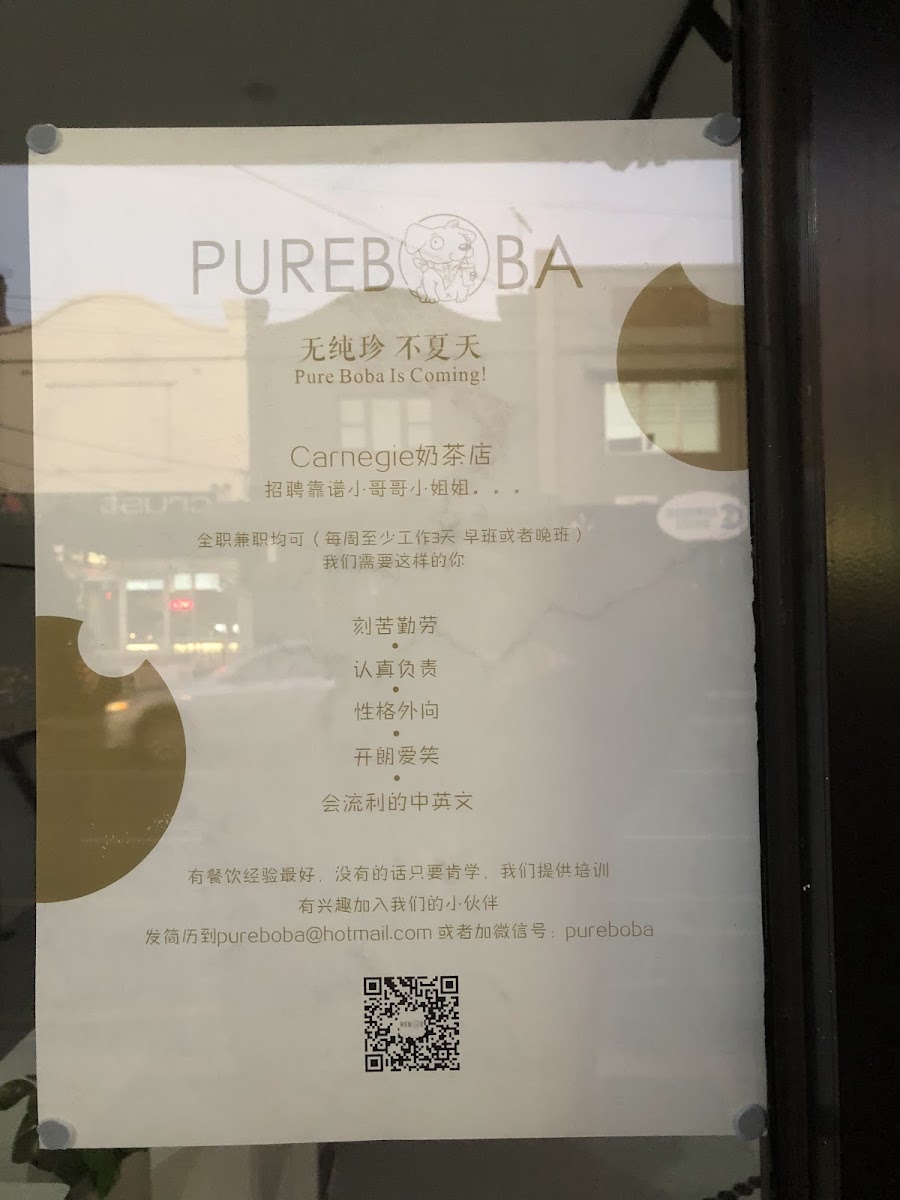 PUREBOBA
无纯珍 不夏天
Pure Boba Is Coming!
Carnegie奶茶店
招聘靠谱小哥哥小姐姐。。。
全职兼职均可（每周至少工作3天 早班或者晚班）
我们需要这样的你
刻苦勤劳
认真负责
性格外向
开朗爱笑
会流利的中英文
有餐饮经验最好，没有的话只要肯学，我们提供培训
有兴趣加入我们的小伙伴
发简历到pureboba@hotmail.com 或者加微信号：pureboba